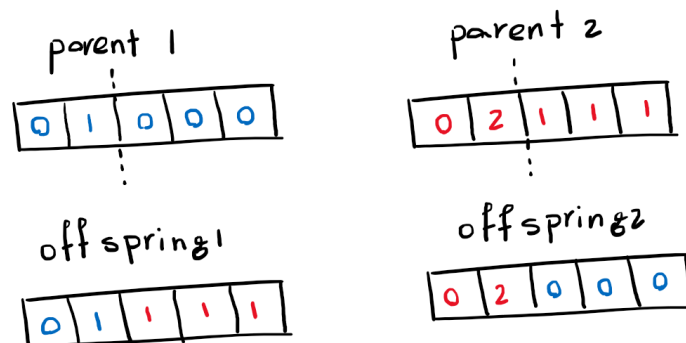 parent 1
parent 2
0 1 0 0 0
0 2 1 1 1
offspring1
offspring2
0 1 1 1 1
0 2 0 0 0